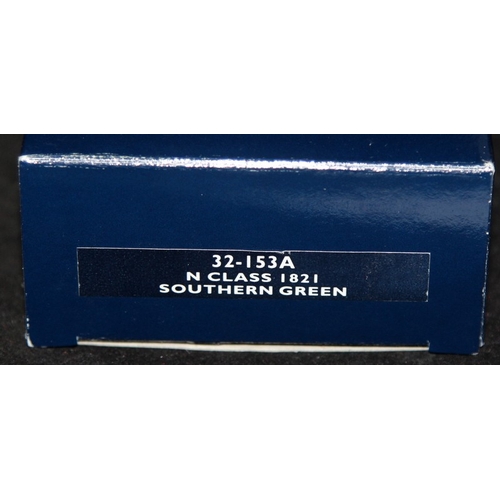 32-153A
N CLASS 1821
SOUTHERN GREEN